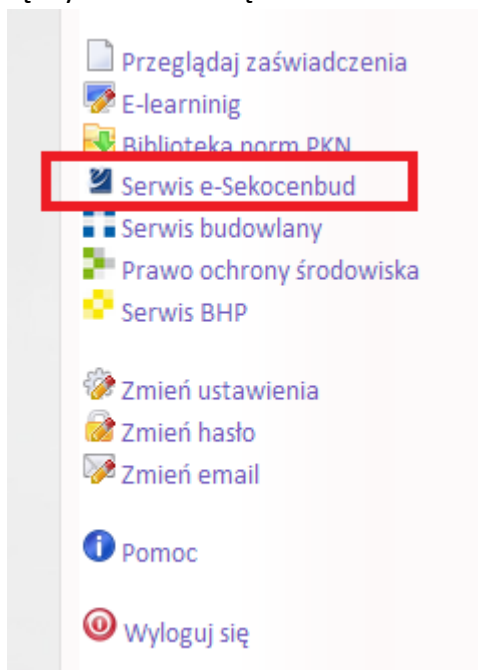 Przeglądaj zaświadczenia
E-learninig
Biblioteka norm PKN
Serwis e-Sekocenbud
Serwis budowlany
Prawo ochrony środowiska
Serwis BHP
Zmień ustawienia
Zmień hasło
Zmień email
Pomoc
Wyloguj się